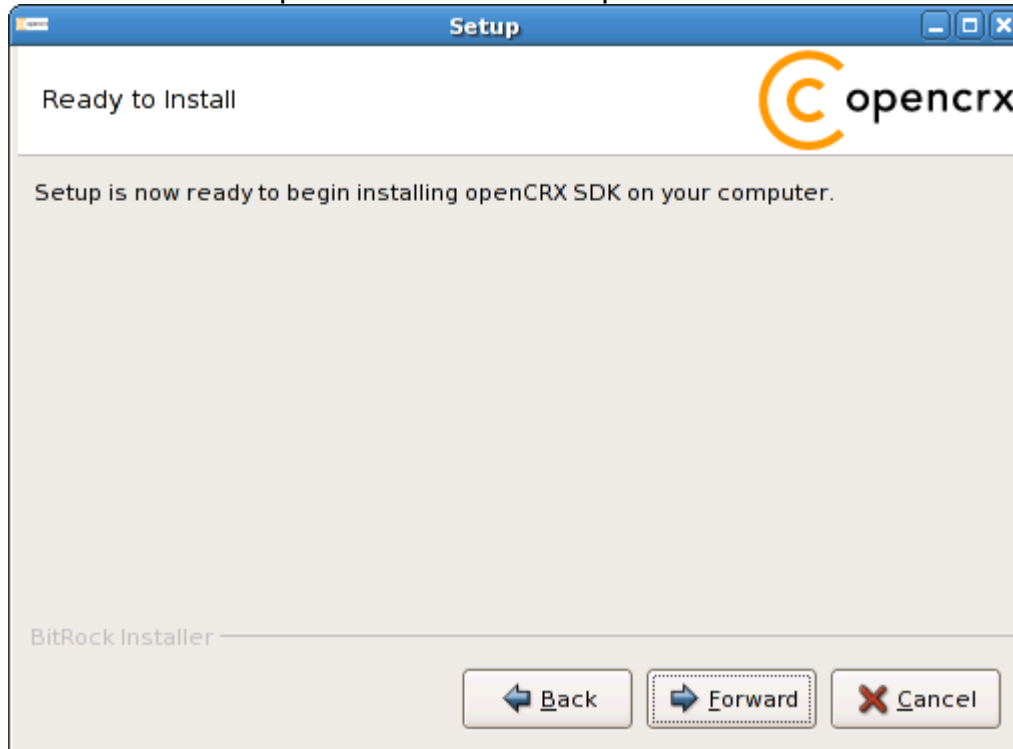 Setup
Ready to Install
opencrx
Setup is now ready to begin installing openCRX SDK on your computer.
BitRock Installer
Back
Forward
Cancel